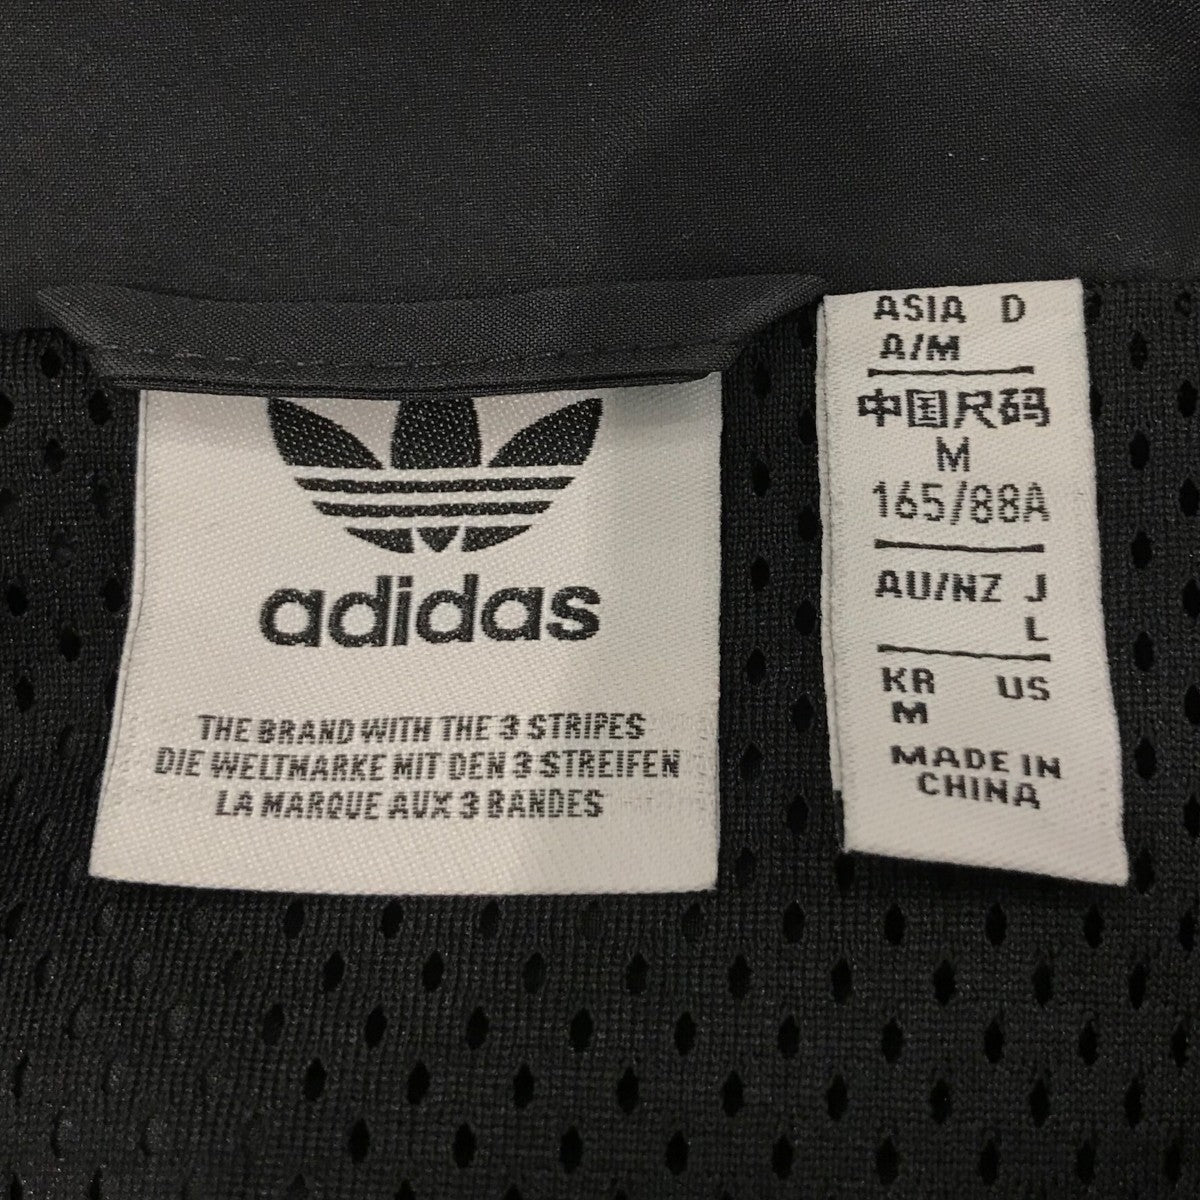 adidas
THE BRAND WITH THE 3 STRIPES
DIE WELTMARKE MIT DEN 3 STREIFEN
LA MARQUE AUX 3 BANDES
ASIA D
A/M
中国尺码
M
165/88A
AU/NZ J
L
KR US
M
MADE IN
CHINA